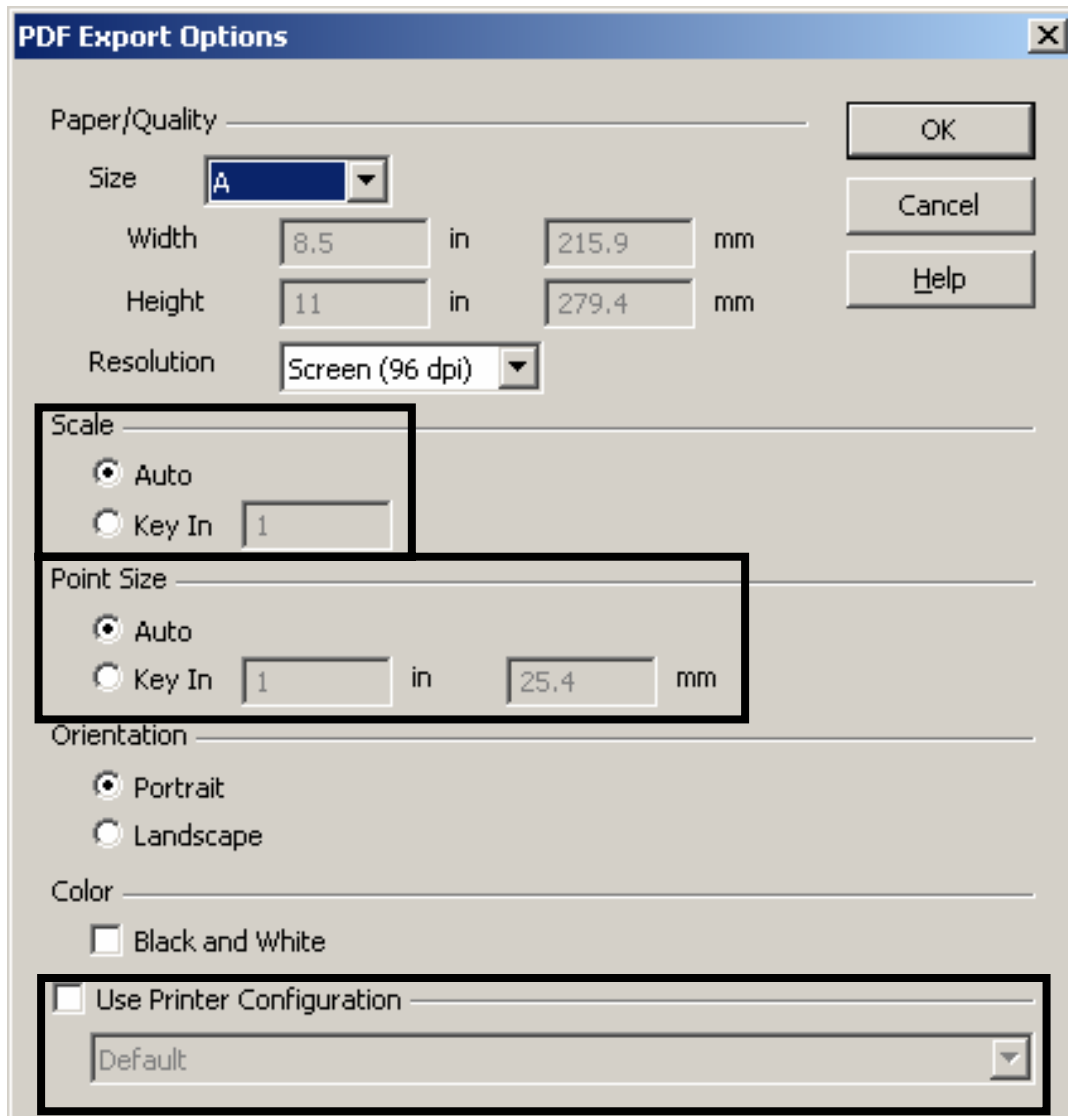 PDF Export Options
Paper/Quality
OK
Size A
Cancel
Width 8.5 in 215.9 mm
Help
Height 11 in 279.4 mm
Resolution Screen (96 dpi)
Scale
Auto
Key In 1
Point Size
Auto
Key In 1 in 25.4 mm
Orientation
Portrait
Landscape
Color
Black and White
Use Printer Configuration
Default